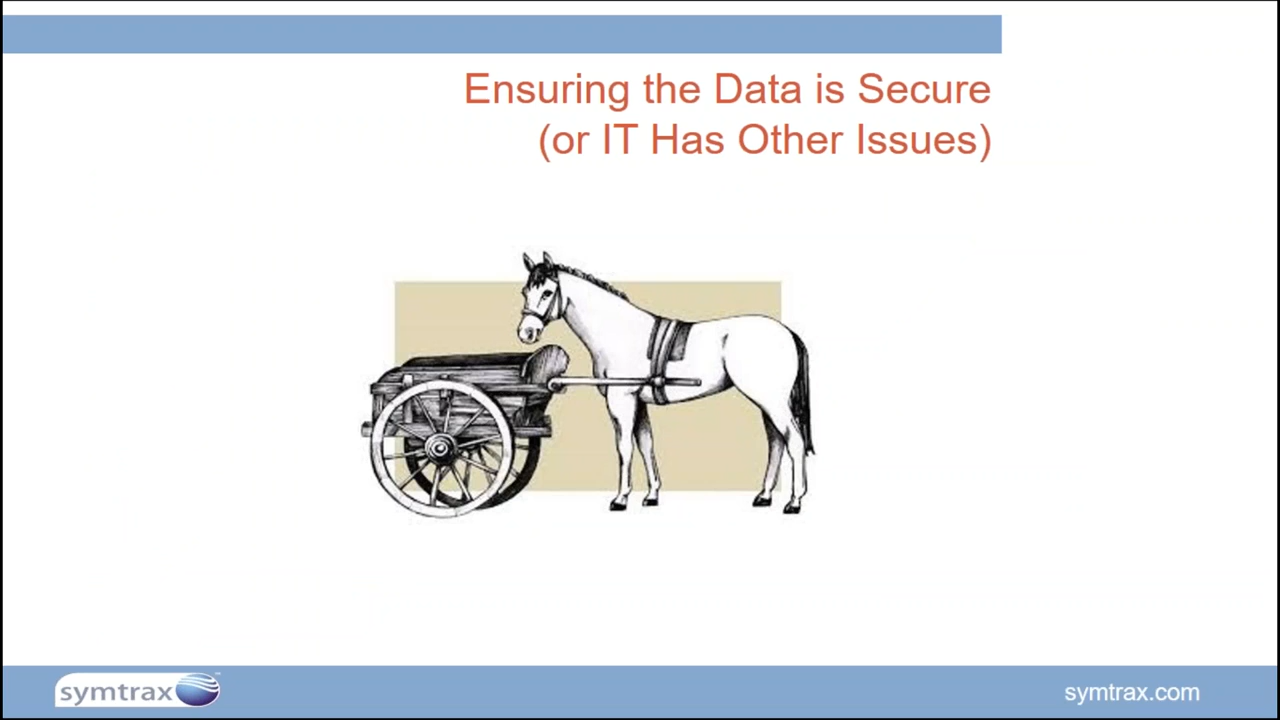 Ensuring the Data is Secure
(or IT Has Other Issues)
symtrax
symtrax.com